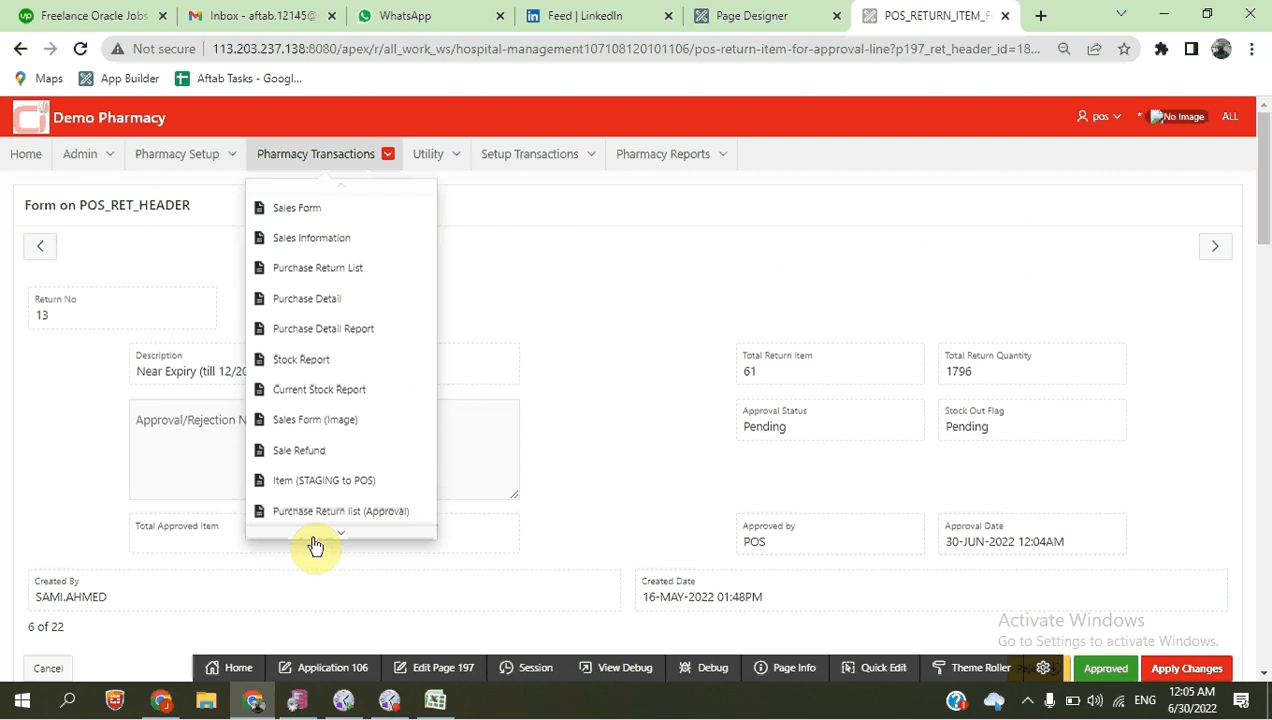 Freelance Oracle Jobs
Inbox - aftab.12145@
WhatsApp
Feed | LinkedIn
Page Designer
POS_RETURN_ITEM_F
Not secure
113.203.237.138:8080/apex/r/all_work_ws/hospital-management107108120101106/pos-return-item-for-approval-line?p197_ret_header_id=18...
Maps
App Builder
Aftab Tasks - Googl...
Demo Pharmacy
pos
*
No Image
ALL
Home
Admin
Pharmacy Setup
Pharmacy Transactions
Utility
Setup Transactions
Pharmacy Reports
Form on POS_RET_HEADER
Sales Form
Sales Information
Purchase Return List
Purchase Detail
Purchase Detail Report
Stock Report
Current Stock Report
Sales Form (Image)
Sale Refund
Item (STAGING to POS)
Purchase Return list (Approval)
Return No
13
Description
Near Expiry (till 12/20
Total Return Item
61
Total Return Quantity
1796
Approval/Rejection N
Approval Status
Pending
Stock Out Flag
Pending
Total Approved Item
Approved by
POS
Approval Date
30-JUN-2022 12:04AM
Created By
SAMI.AHMED
Created Date
16-MAY-2022 01:48PM
6 of 22
Activate Windows
Go to Settings to activate Windows.
Cancel
Home
Application 106
Edit Page 197
Session
View Debug
Debug
Page Info
Quick Edit
Theme Roller
Approved
Apply Changes
ENG
12:05 AM
6/30/2022